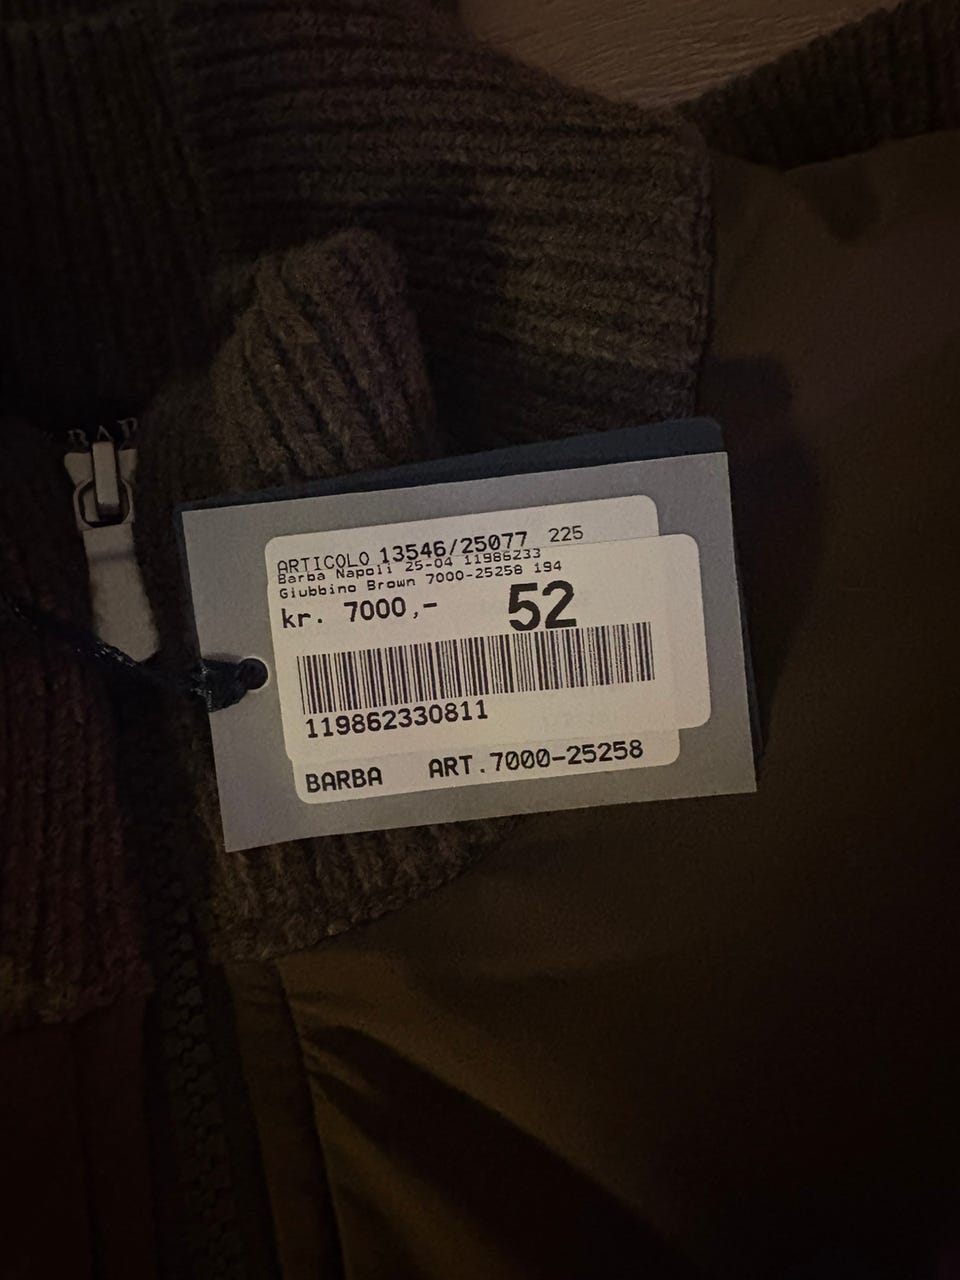 BAR
ARTICOLO 13546/25077 225
Barba Napoli 25-04 11986233
Giubbino Brown 7000-25258 194
kr. 7000,- 52
119862330811
BARBA ART.7000-25258